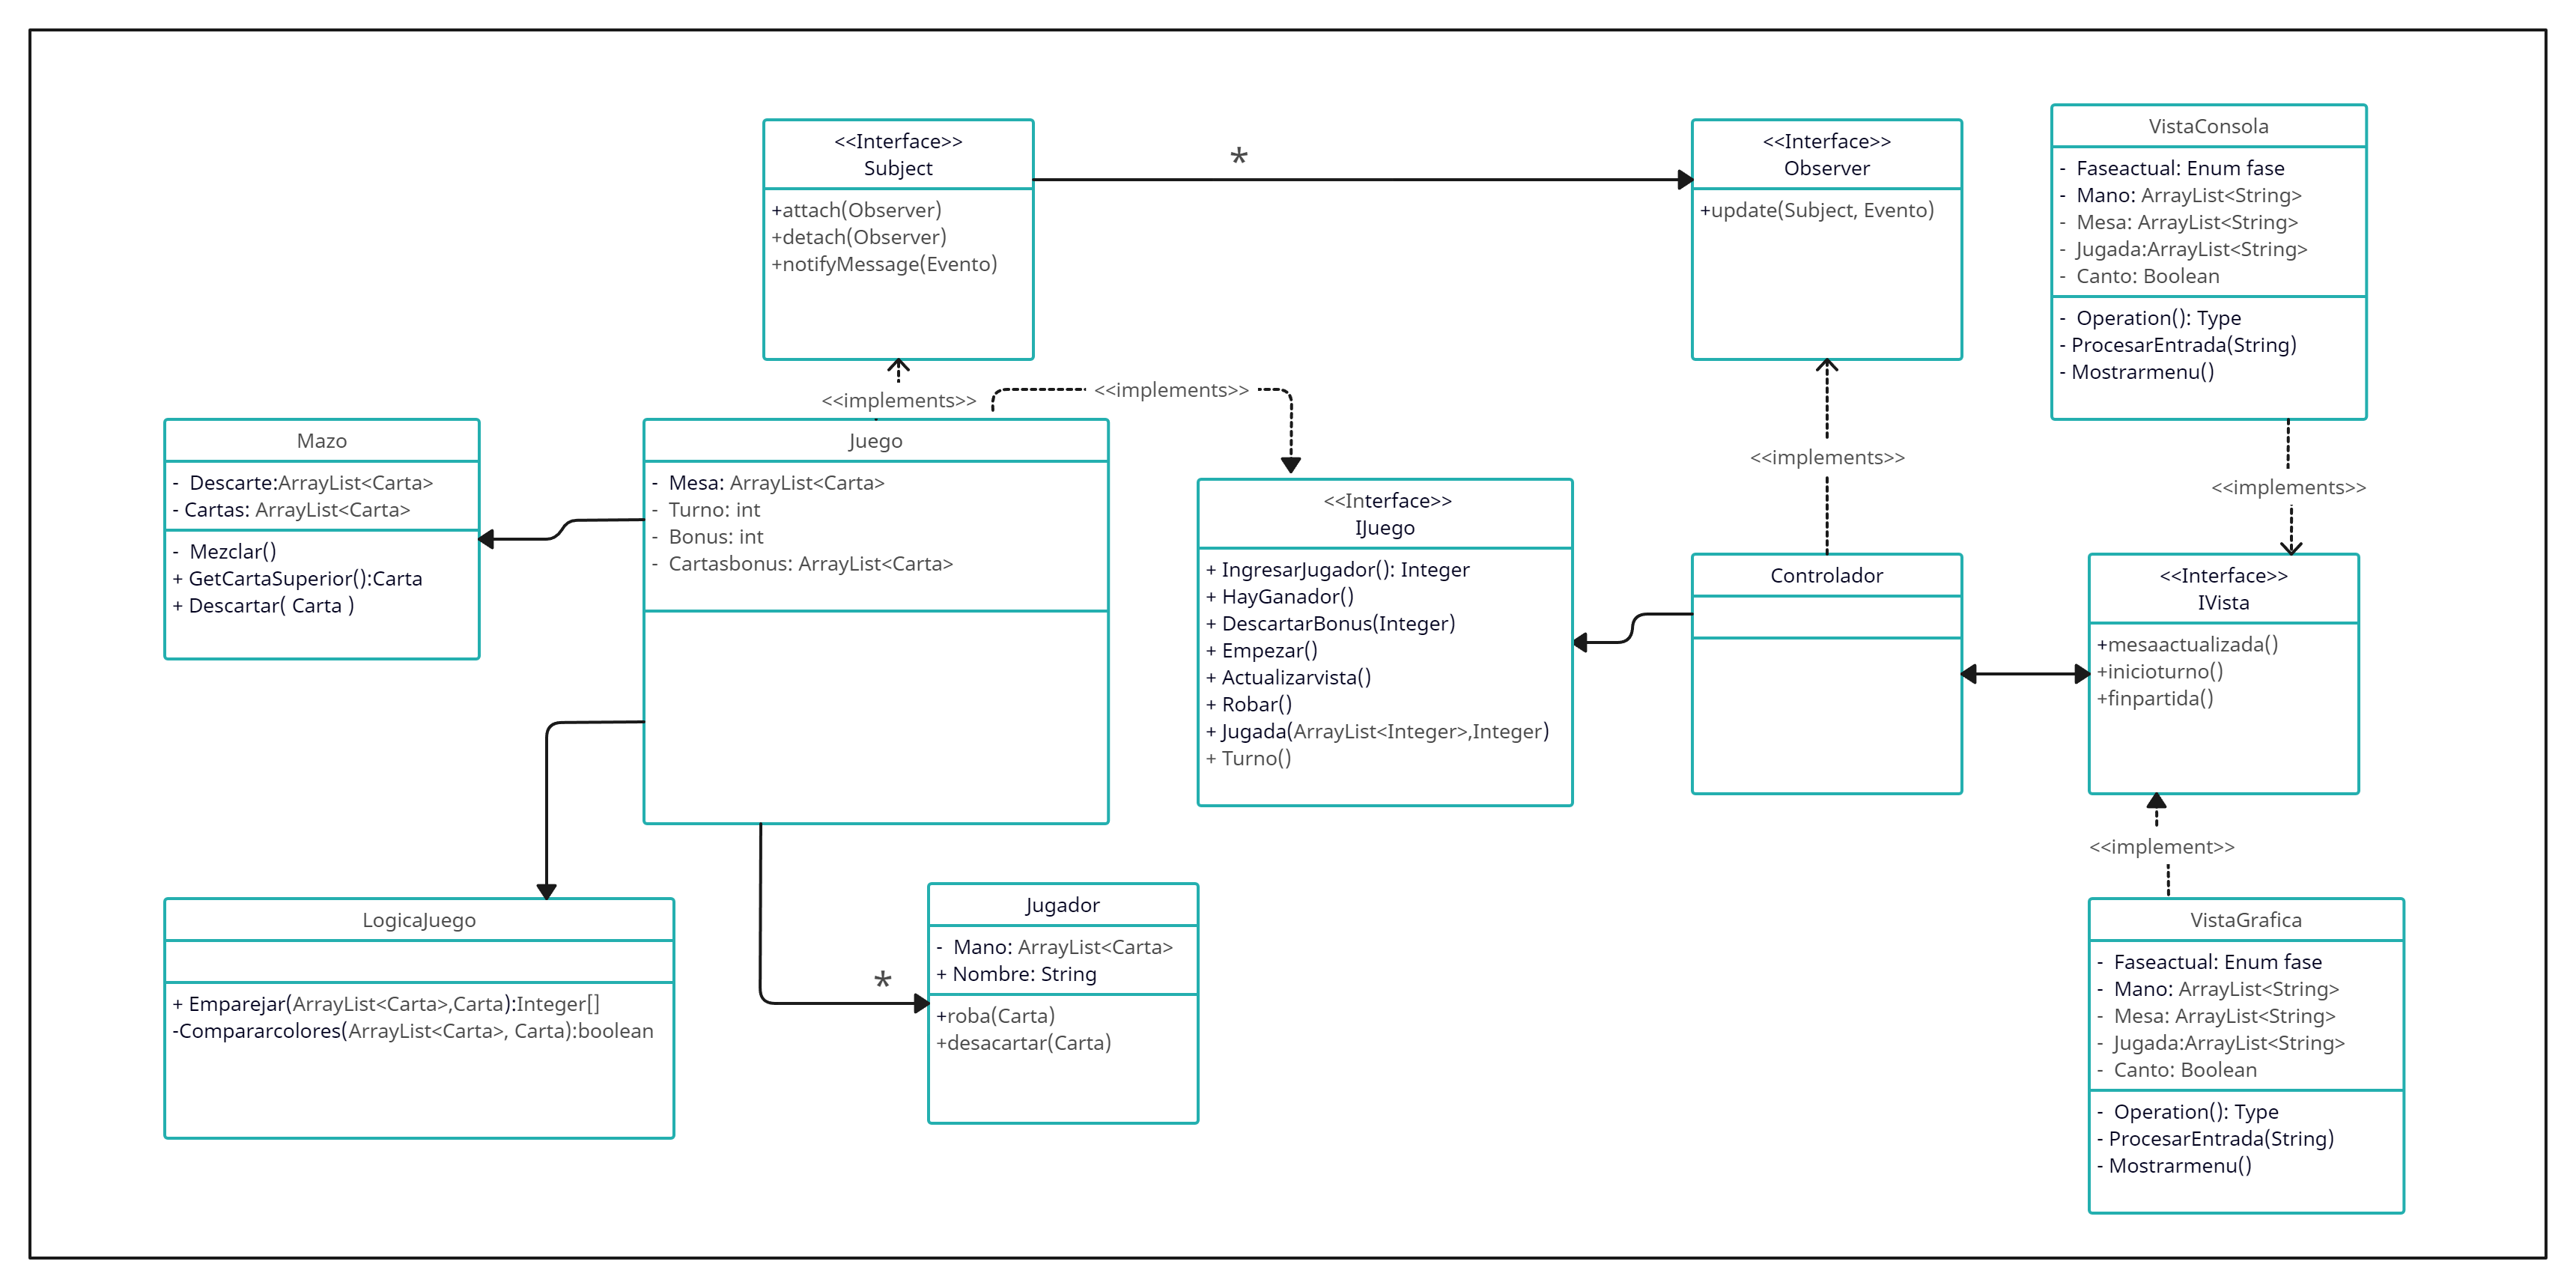 <<Interface>>
Subject
+attach(Observer)
+detach(Observer)
+notifyMessage(Evento)
*
<<Interface>>
Observer
+update(Subject, Evento)
VistaConsola
- Faseactual: Enum fase
- Mano: ArrayList<String>
- Mesa: ArrayList<String>
- Jugada:ArrayList<String>
- Canto: Boolean
- Operation(): Type
- ProcesarEntrada(String)
- Mostrarmenu()
<<implements>>
<<implements>>
<<implements>>
<<implements>>
Mazo
- Descarte:ArrayList<Carta>
- Cartas: ArrayList<Carta>
- Mezclar()
+ GetCartaSuperior():Carta
+ Descartar( Carta )
Juego
- Mesa: ArrayList<Carta>
- Turno: int
- Bonus: int
- Cartasbonus: ArrayList<Carta>
<<Interface>>
IJuego
+ IngresarJugador(): Integer
+ HayGanador()
+ DescartarBonus(Integer)
+ Empezar()
+ Actualizarvista()
+ Robar()
+ Jugada(ArrayList<Integer>,Integer)
+ Turno()
Controlador
<<Interface>>
IVista
+mesaactualizada()
+inicioturno()
+finpartida()
<<implement>>
LogicaJuego
+ Emparejar(ArrayList<Carta>,Carta):Integer[]
-Compararcolores(ArrayList<Carta>, Carta):boolean
*
Jugador
- Mano: ArrayList<Carta>
+ Nombre: String
+roba(Carta)
+desacartar(Carta)
VistaGrafica
- Faseactual: Enum fase
- Mano: ArrayList<String>
- Mesa: ArrayList<String>
- Jugada:ArrayList<String>
- Canto: Boolean
- Operation(): Type
- ProcesarEntrada(String)
- Mostrarmenu()